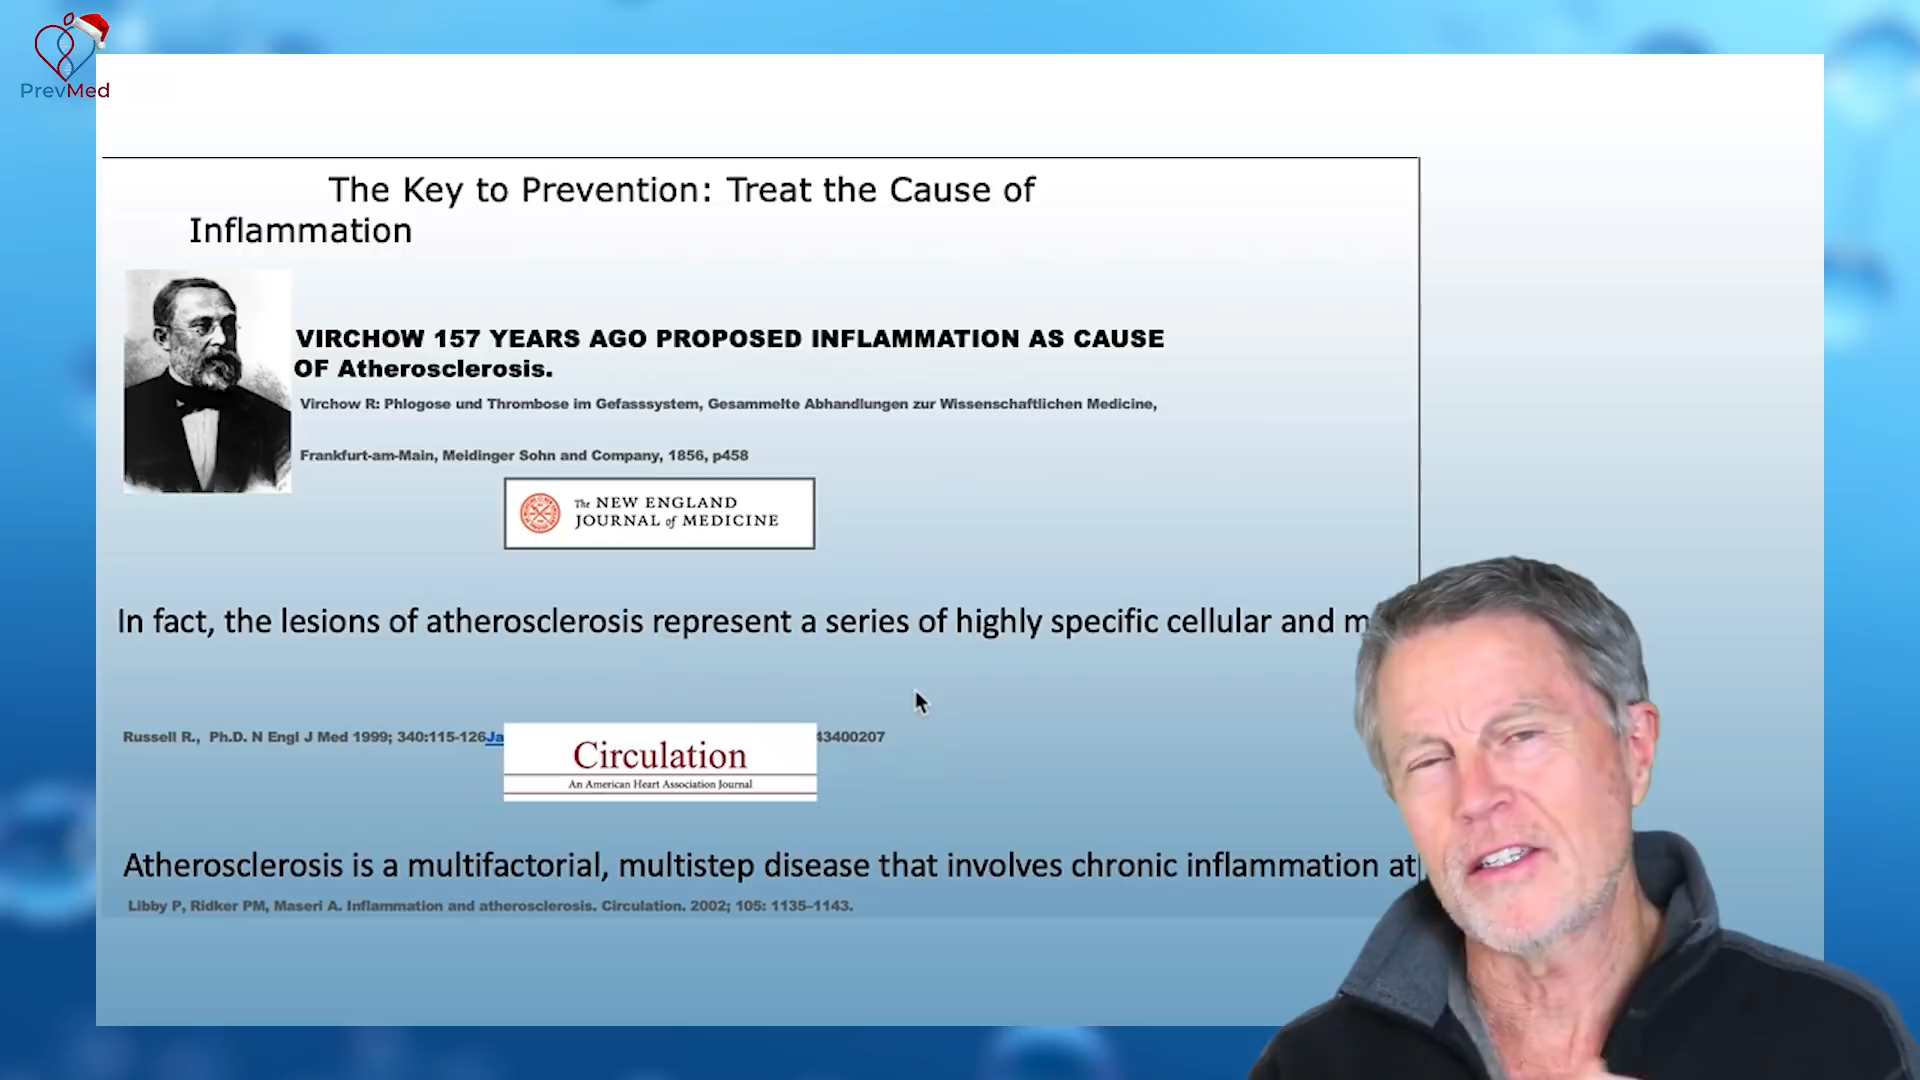 PrevMed
The Key to Prevention: Treat the Cause of
Inflammation
VIRCHOW 157 YEARS AGO PROPOSED INFLAMMATION AS CAUSE
OF Atherosclerosis.
Virchow R: Phlogose und Thrombose im Gefasssystem, Gesammelte Abhandlungen zur Wissenschaftlichen Medicine,
Frankfurt-am-Main, Meidinger Sohn and Company, 1856, p458
The NEW ENGLAND
JOURNAL of MEDICINE
In fact, the lesions of atherosclerosis represent a series of highly specific cellular and m
Russell R., Ph.D. N Engl J Med 1999; 340:115-126Ja 43400207
Circulation
An American Heart Association Journal
Atherosclerosis is a multifactorial, multistep disease that involves chronic inflammation at
Libby P, Ridker PM, Maseri A. Inflammation and atherosclerosis. Circulation. 2002; 105: 1135–1143.